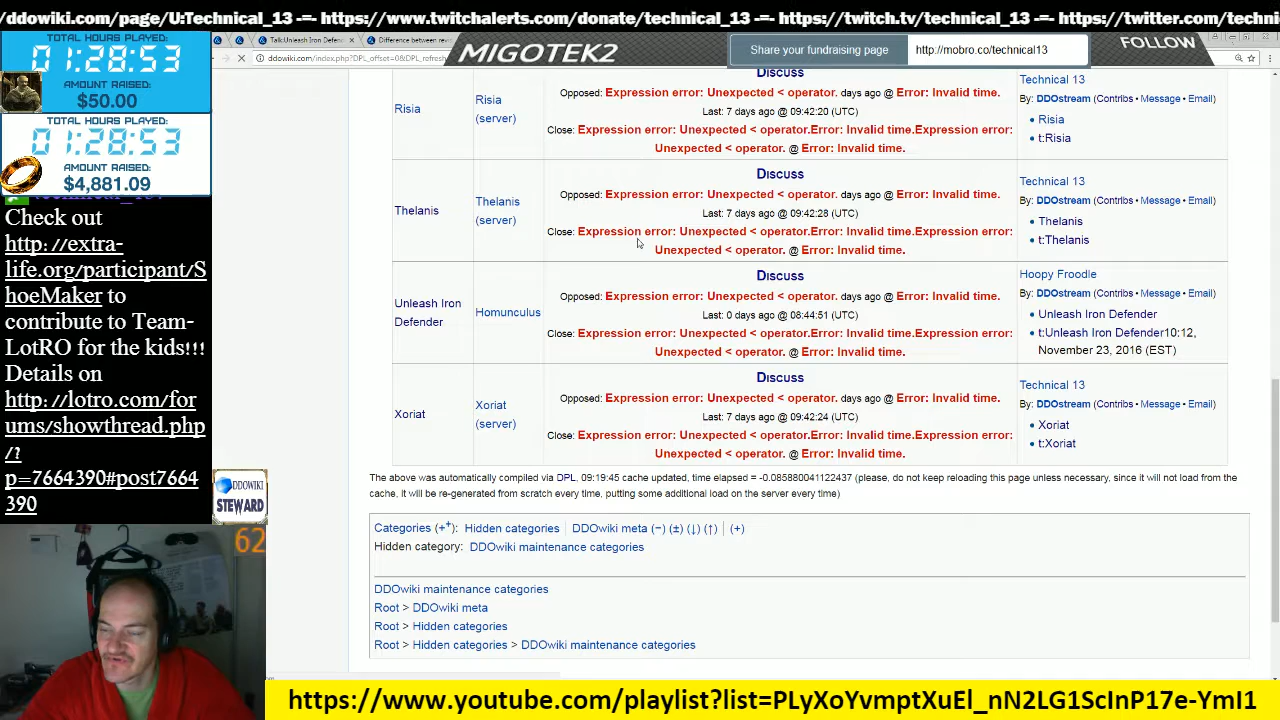 /ddowiki.com/page/U:Technical_13 -=- https://www.twitchalerts.com/donate/technical_13 -=- https://twitch.tv/technical_13 -=- https://twitter.com/techni
TOTAL HOURS PLAYED:
01:28:53
AMOUNT RAISED:
$50.00
TOTAL HOURS PLAYED:
01:28:53
AMOUNT RAISED:
$4,881.09
Check out
http://extra-
life.org/participant/S
hoeMaker to
contribute to Team-
LotRO for the kids!!!
Details on
http://lotro.com/for
ums/showthread.php
/?
p=7664390#post7664
390
DDOWIKI
STEWARD
62
Talk:Unleash Iron Defend
Difference between rev
ddowiki.com/index.php?DPL_offset=0&DPL_refresh
MIGOTEK2
Share your fundraising page
http://mobro.co/technical13
FOLLOW
Risia
Risia
(server)
Discuss
Opposed: Expression error: Unexpected < operator. days ago @ Error: Invalid time.
Last: 7 days ago @ 09:42:20 (UTC)
Close: Expression error: Unexpected < operator.Error: Invalid time.Expression error:
Unexpected < operator. @ Error: Invalid time.
Technical 13
By: DDOstream (Contribs • Message • Email)
• Risia
• t:Risia
Thelanis
Thelanis
(server)
Discuss
Opposed: Expression error: Unexpected < operator. days ago @ Error: Invalid time.
Last: 7 days ago @ 09:42:28 (UTC)
Close: Expression error: Unexpected < operator.Error: Invalid time.Expression error:
Unexpected < operator. @ Error: Invalid time.
Technical 13
By: DDOstream (Contribs • Message • Email)
• Thelanis
• t:Thelanis
Unleash Iron
Defender
Homunculus
Discuss
Opposed: Expression error: Unexpected < operator. days ago @ Error: Invalid time.
Last: 0 days ago @ 08:44:51 (UTC)
Close: Expression error: Unexpected < operator.Error: Invalid time.Expression error:
Unexpected < operator. @ Error: Invalid time.
Hoopy Froodle
By: DDOstream (Contribs • Message • Email)
• Unleash Iron Defender
• t:Unleash Iron Defender10:12,
November 23, 2016 (EST)
Xoriat
Xoriat
(server)
Discuss
Opposed: Expression error: Unexpected < operator. days ago @ Error: Invalid time.
Last: 7 days ago @ 09:42:24 (UTC)
Close: Expression error: Unexpected < operator.Error: Invalid time.Expression error:
Unexpected < operator. @ Error: Invalid time.
Technical 13
By: DDOstream (Contribs • Message • Email)
• Xoriat
• t:Xoriat
The above was automatically compiled via DPL, 09:19:45 cache updated, time elapsed = -0.085880041122437 (please, do not keep reloading this page unless necessary, since it will not load from the
cache, it will be re-generated from scratch every time, putting some additional load on the server every time)
Categories (+⁺): Hidden categories | DDOwiki meta (−) (±) (↓) (↑) | (+)
Hidden category: DDOwiki maintenance categories
DDOwiki maintenance categories
Root > DDOwiki meta
Root > Hidden categories
Root > Hidden categories > DDOwiki maintenance categories
https://www.youtube.com/playlist?list=PLyXoYvmptXuEl_nN2LG1ScInP17e-YmI1